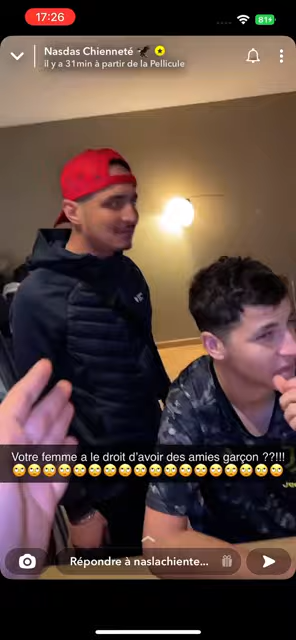 17:26
81
Nasdas Chienneté 🦅 ⭐
il y a 31min à partir de la Pellicule
Votre femme a le droit d'avoir des amies garçon ??!!!
🙄🙄🙄🙄🙄🙄🙄🙄🙄🙄🙄🙄🙄🙄🙄🙄🙄🙄
Répondre à naslachiente...